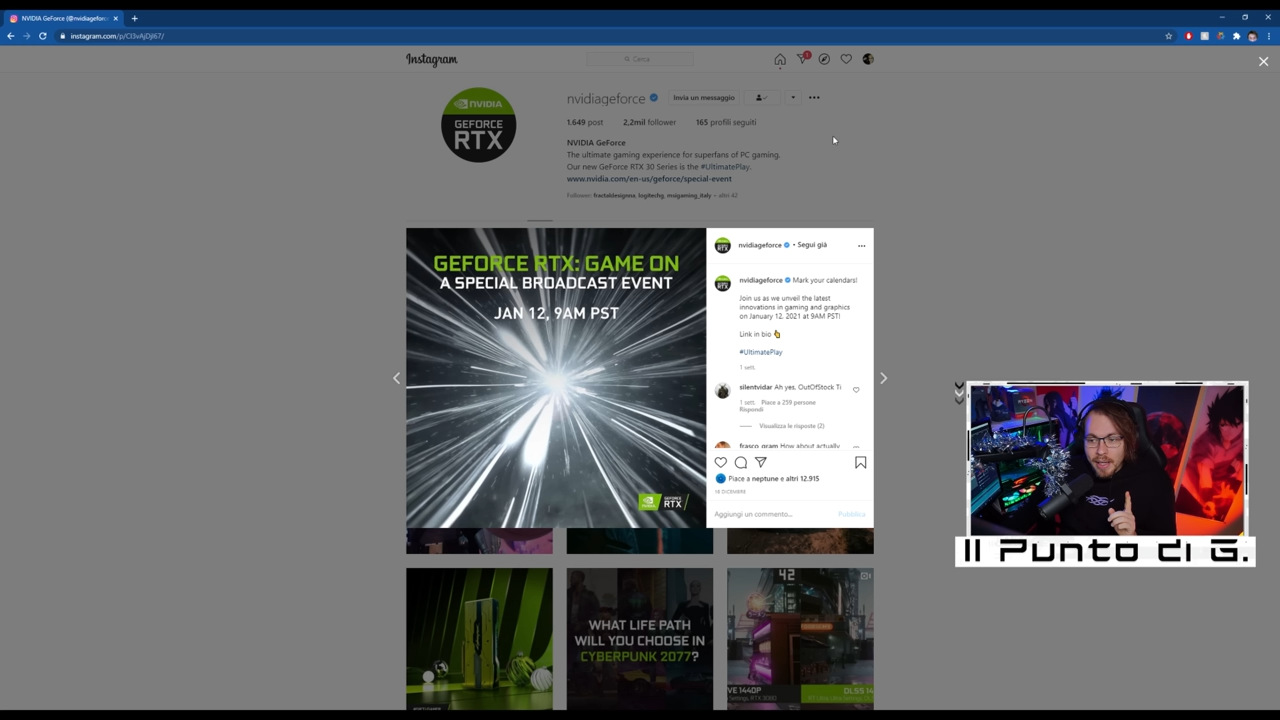 NVIDIA GeForce (@nvidiageforc
instagram.com/p/CI3vAjDjI67/
Instagram
Cerca
1
NVIDIA
GEFORCE
RTX
nvidiageforce
Invia un messaggio
1.649 post
2,2mil follower
165 profili seguiti
NVIDIA GeForce
The ultimate gaming experience for superfans of PC gaming.
Our new GeForce RTX 30 Series is the #UltimatePlay.
www.nvidia.com/en-us/geforce/special-event
Follower: fractaldesignna, logitechg, msigaming_italy + altri 42
GEFORCE RTX: GAME ON
A SPECIAL BROADCAST EVENT
JAN 12, 9AM PST
GEFORCE
RTX
nvidiageforce • Segui già
nvidiageforce Mark your calendars!
Join us as we unveil the latest
innovations in gaming and graphics
on January 12, 2021 at 9AM PST!
Link in bio
#UltimatePlay
1 sett.
silentvidar Ah yes, OutOfStock Ti
1 sett. Piace a 259 persone
Rispondi
Visualizza le risposte (2)
frasco_gram How about actually
Piace a neptune e altri 12.915
16 DICEMBRE
Aggiungi un commento...
Pubblica
Il Punto di G.
WHAT LIFE PATH
WILL YOU CHOOSE IN
CYBERPUNK 2077?
42
VE 1440P
DLSS 14